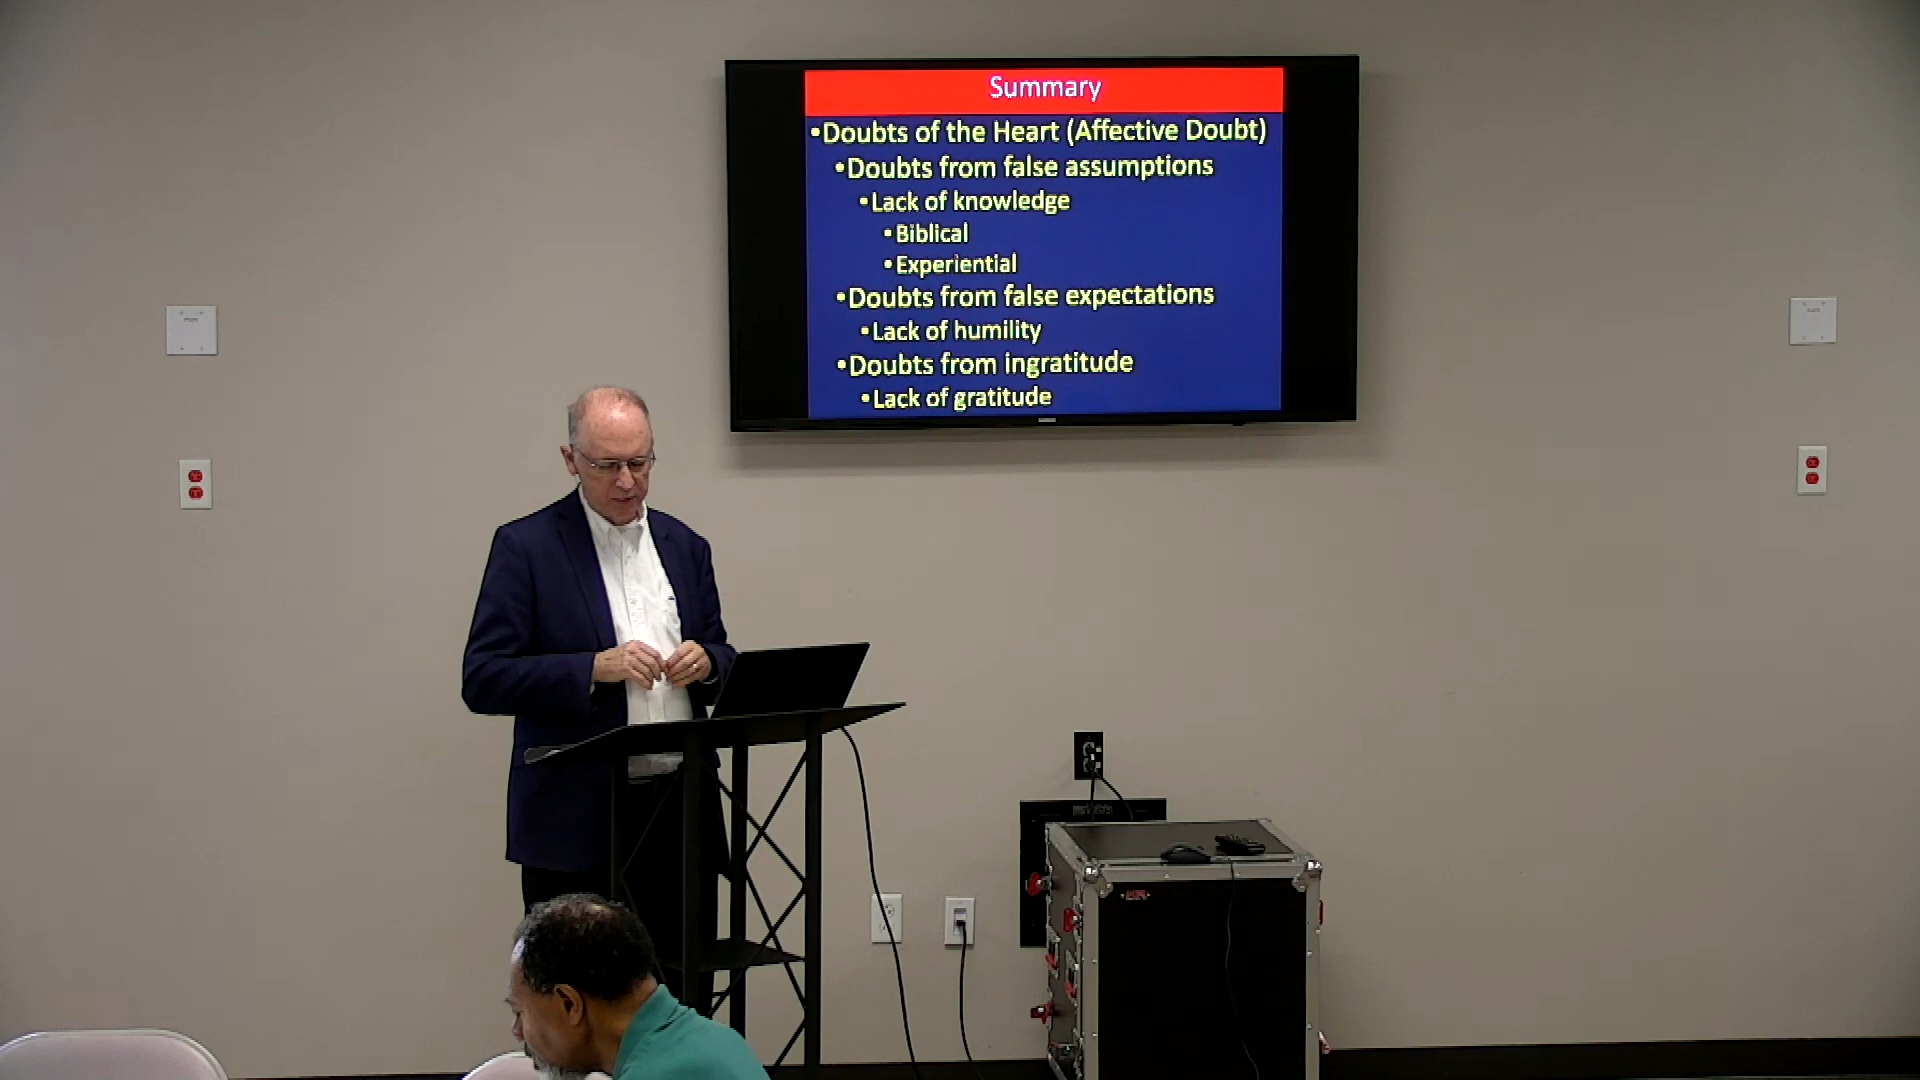 Summary
•Doubts of the Heart (Affective Doubt)
•Doubts from false assumptions
•Lack of knowledge
•Biblical
•Experiential
•Doubts from false expectations
•Lack of humility
•Doubts from ingratitude
•Lack of gratitude